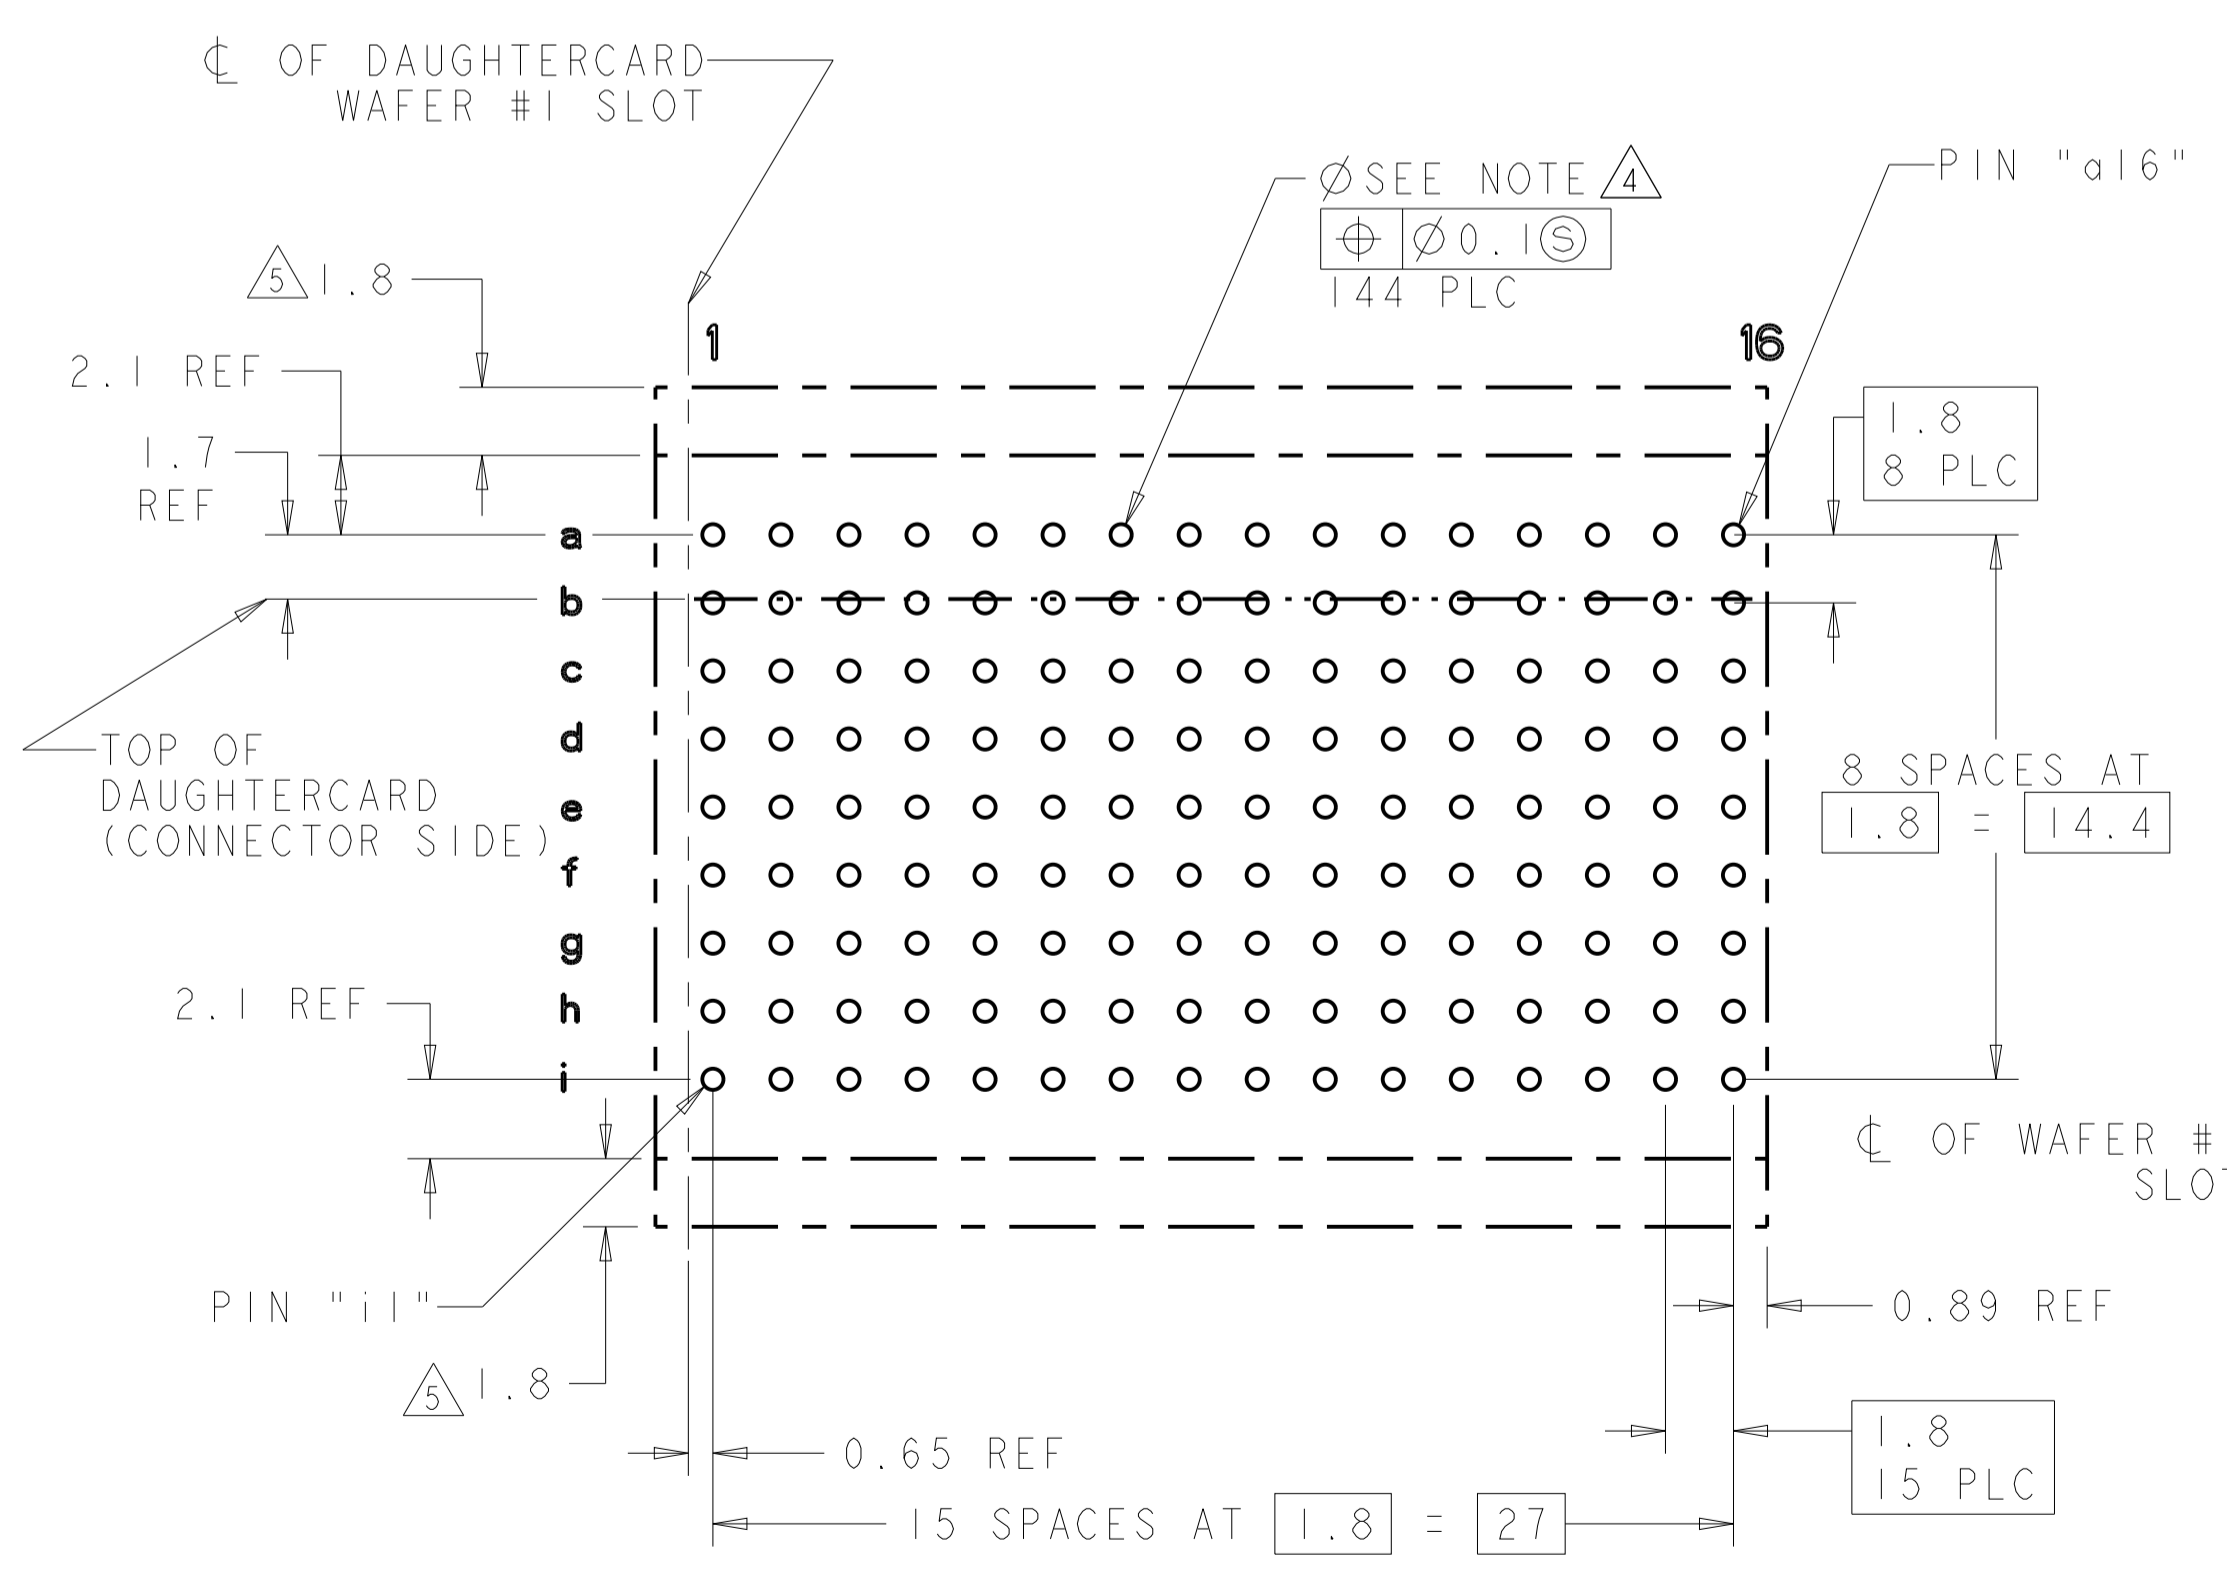 ℄ OF DAUGHTERCARD
WAFER #1 SLOT
⌀SEE NOTE 4
⌖ ⌀0.1Ⓢ
144 PLC
PIN "a16"
5 1.8
2.1 REF
1.7
REF
1
16
1.8
8 PLC
a
b
c
d
e
f
g
h
i
TOP OF
DAUGHTERCARD
(CONNECTOR SIDE)
8 SPACES AT
1.8 = 14.4
2.1 REF
℄ OF WAFER #
SLOT
PIN "i1"
5 1.8
0.89 REF
0.65 REF
1.8
15 PLC
15 SPACES AT 1.8 = 27